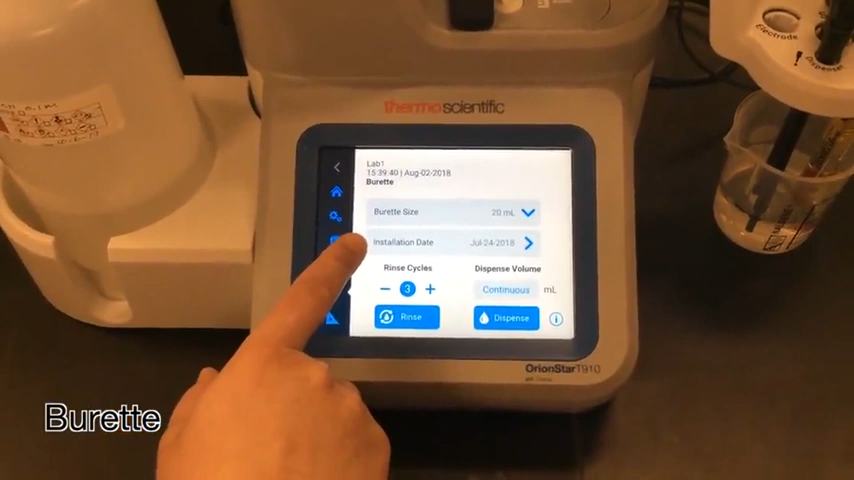 Electrode
! Dispenser
thermo scientific
Lab1
15:39:40 | Aug-02-2018
Burette
Burette Size 20 mL
Installation Date Jul-24-2018
Rinse Cycles Dispense Volume
− 3 + Continuous mL
Rinse Dispense i
OrionStar T910
Burette